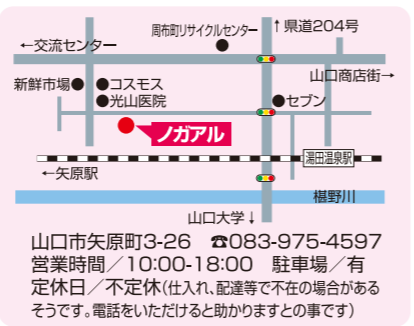 周布町リサイクルセンター
↑県道204号
←交流センター
山口商店街→
新鮮市場●
●コスモス
●光山医院
●セブン
ノガアル
湯田温泉駅
←矢原駅
椹野川
山口大学↓
山口市矢原町3-26　☎083-975-4597
営業時間／10:00-18:00　駐車場／有
定休日／不定休(仕入れ、配達等で不在の場合がある
そうです。電話をいただけると助かりますとの事です)